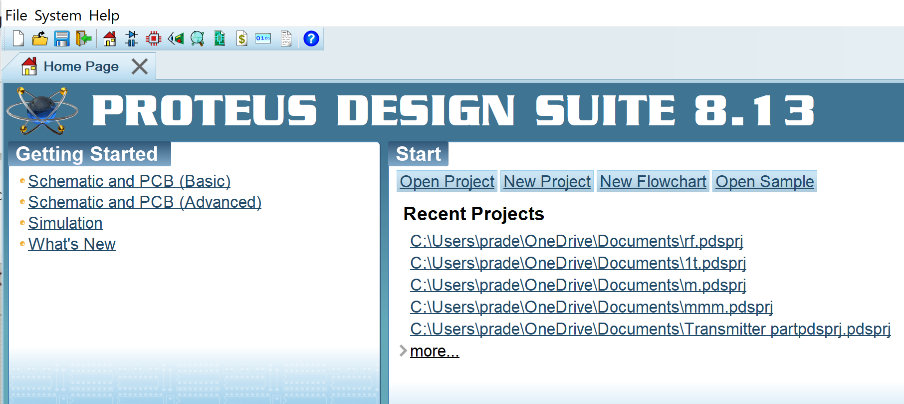 File System Help
Home Page
PROTEUS DESIGN SUITE 8.13
Getting Started
Schematic and PCB (Basic)
Schematic and PCB (Advanced)
Simulation
What's New
Start
Open Project New Project New Flowchart Open Sample
Recent Projects
C:\Users\prade\OneDrive\Documents\rf.pdsprj
C:\Users\prade\OneDrive\Documents\1t.pdsprj
C:\Users\prade\OneDrive\Documents\m.pdsprj
C:\Users\prade\OneDrive\Documents\mmm.pdsprj
C:\Users\prade\OneDrive\Documents\Transmitter partpdsprj.pdsprj
more...